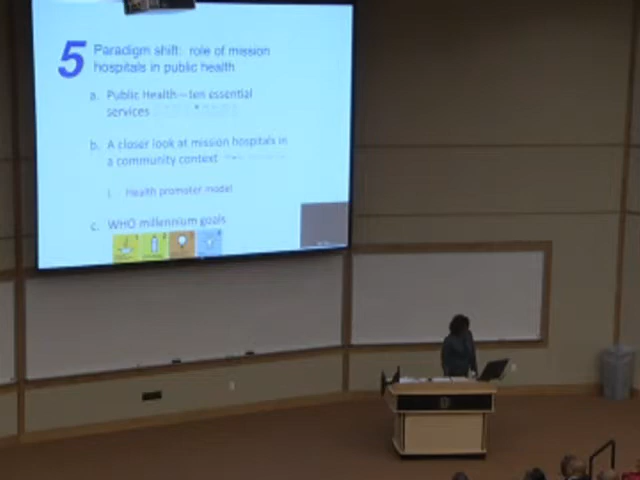 5 Paradigm shift: role of mission
hospitals in public health
a. Public Health – ten essential
services
b. A closer look at mission hospitals in
a community context
i. Health promoter model
c. WHO millennium goals